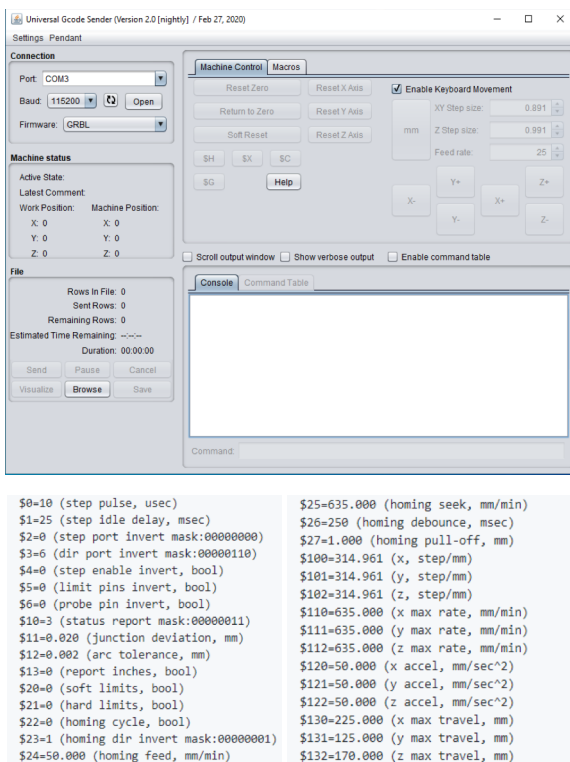 Universal Gcode Sender (Version 2.0 [nightly] / Feb 27, 2020)
Settings Pendant
Connection
Port: COM3
Baud: 115200 Open
Firmware: GRBL
Machine status
Active State:
Latest Comment:
Work Position: Machine Position:
X: 0 X: 0
Y: 0 Y: 0
Z: 0 Z: 0
File
Rows In File: 0
Sent Rows: 0
Remaining Rows: 0
Estimated Time Remaining: --:--:--
Duration: 00:00:00
Send Pause Cancel
Visualize Browse Save
Machine Control Macros
Reset Zero Reset X Axis
Return to Zero Reset Y Axis
Soft Reset Reset Z Axis
$H $X $C
$G Help
Enable Keyboard Movement
mm
XY Step size: 0.891
Z Step size: 0.991
Feed rate: 25
Y+ Z+
X- X+
Y- Z-
Scroll output window Show verbose output Enable command table
Console Command Table
Command:
$0=10 (step pulse, usec)
$1=25 (step idle delay, msec)
$2=0 (step port invert mask:00000000)
$3=6 (dir port invert mask:00000110)
$4=0 (step enable invert, bool)
$5=0 (limit pins invert, bool)
$6=0 (probe pin invert, bool)
$10=3 (status report mask:00000011)
$11=0.020 (junction deviation, mm)
$12=0.002 (arc tolerance, mm)
$13=0 (report inches, bool)
$20=0 (soft limits, bool)
$21=0 (hard limits, bool)
$22=0 (homing cycle, bool)
$23=1 (homing dir invert mask:00000001)
$24=50.000 (homing feed, mm/min)
$25=635.000 (homing seek, mm/min)
$26=250 (homing debounce, msec)
$27=1.000 (homing pull-off, mm)
$100=314.961 (x, step/mm)
$101=314.961 (y, step/mm)
$102=314.961 (z, step/mm)
$110=635.000 (x max rate, mm/min)
$111=635.000 (y max rate, mm/min)
$112=635.000 (z max rate, mm/min)
$120=50.000 (x accel, mm/sec^2)
$121=50.000 (y accel, mm/sec^2)
$122=50.000 (z accel, mm/sec^2)
$130=225.000 (x max travel, mm)
$131=125.000 (y max travel, mm)
$132=170.000 (z max travel, mm)